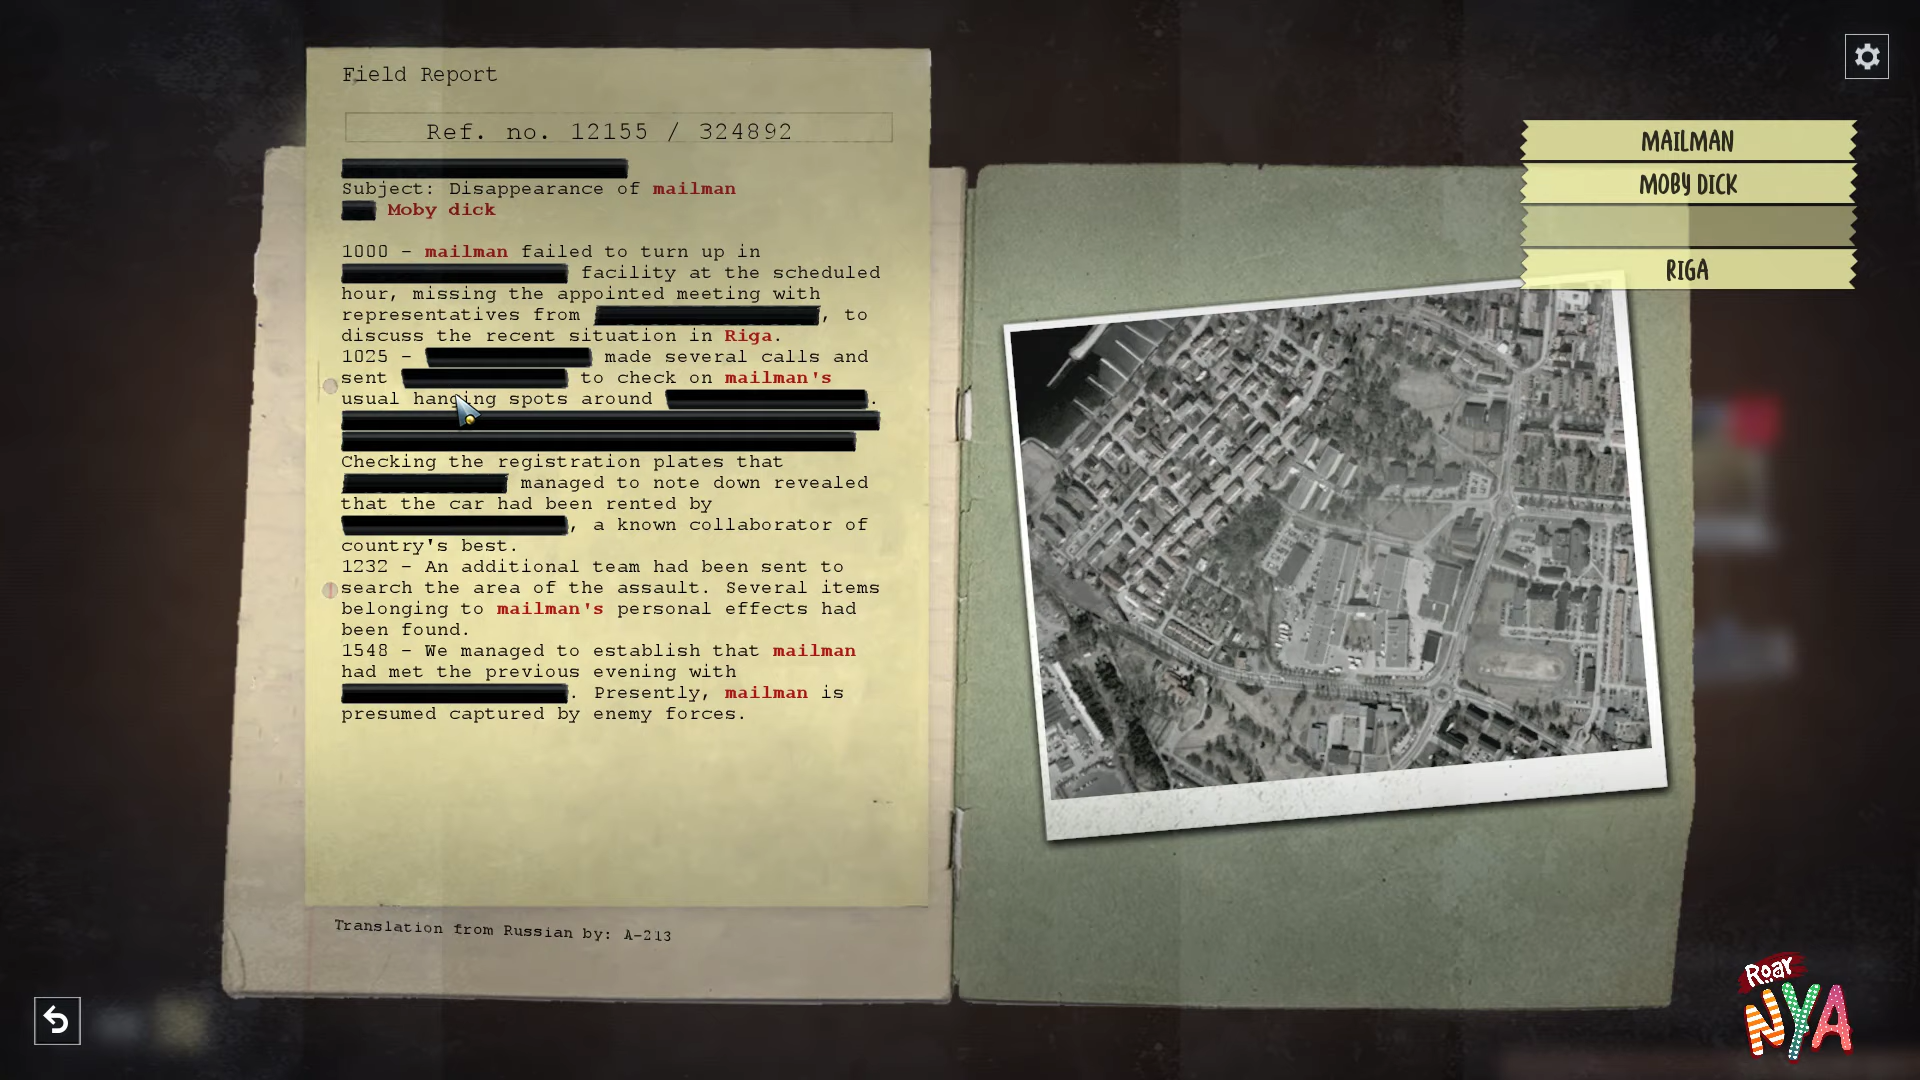 Field Report
Ref. no. 12155 / 324892
Subject: Disappearance of mailman
Moby dick
1000 - mailman failed to turn up in
facility at the scheduled
hour, missing the appointed meeting with
representatives from , to
discuss the recent situation in Riga.
1025 - made several calls and
sent to check on mailman's
usual hanging spots around .
Checking the registration plates that
managed to note down revealed
that the car had been rented by
, a known collaborator of
country's best.
1232 - An additional team had been sent to
search the area of the assault. Several items
belonging to mailman's personal effects had
been found.
1548 - We managed to establish that mailman
had met the previous evening with
. Presently, mailman is
presumed captured by enemy forces.
Translation from Russian by: A-213
MAILMAN
MOBY DICK
RIGA
Roar
NYA